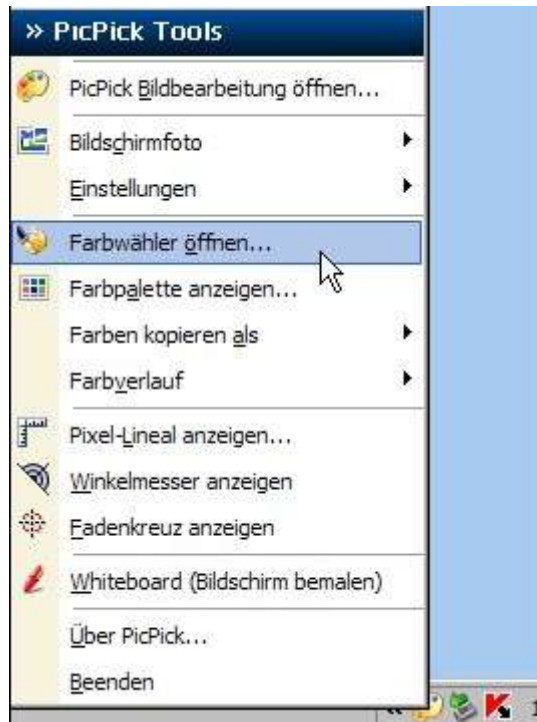 » PicPick Tools
PicPick Bildbearbeitung öffnen...
Bildschirmfoto
Einstellungen
Farbwähler öffnen...
Farbpalette anzeigen...
Farben kopieren als
Farbverlauf
Pixel-Lineal anzeigen...
Winkelmesser anzeigen
Fadenkreuz anzeigen
Whiteboard (Bildschirm bemalen)
Über PicPick...
Beenden